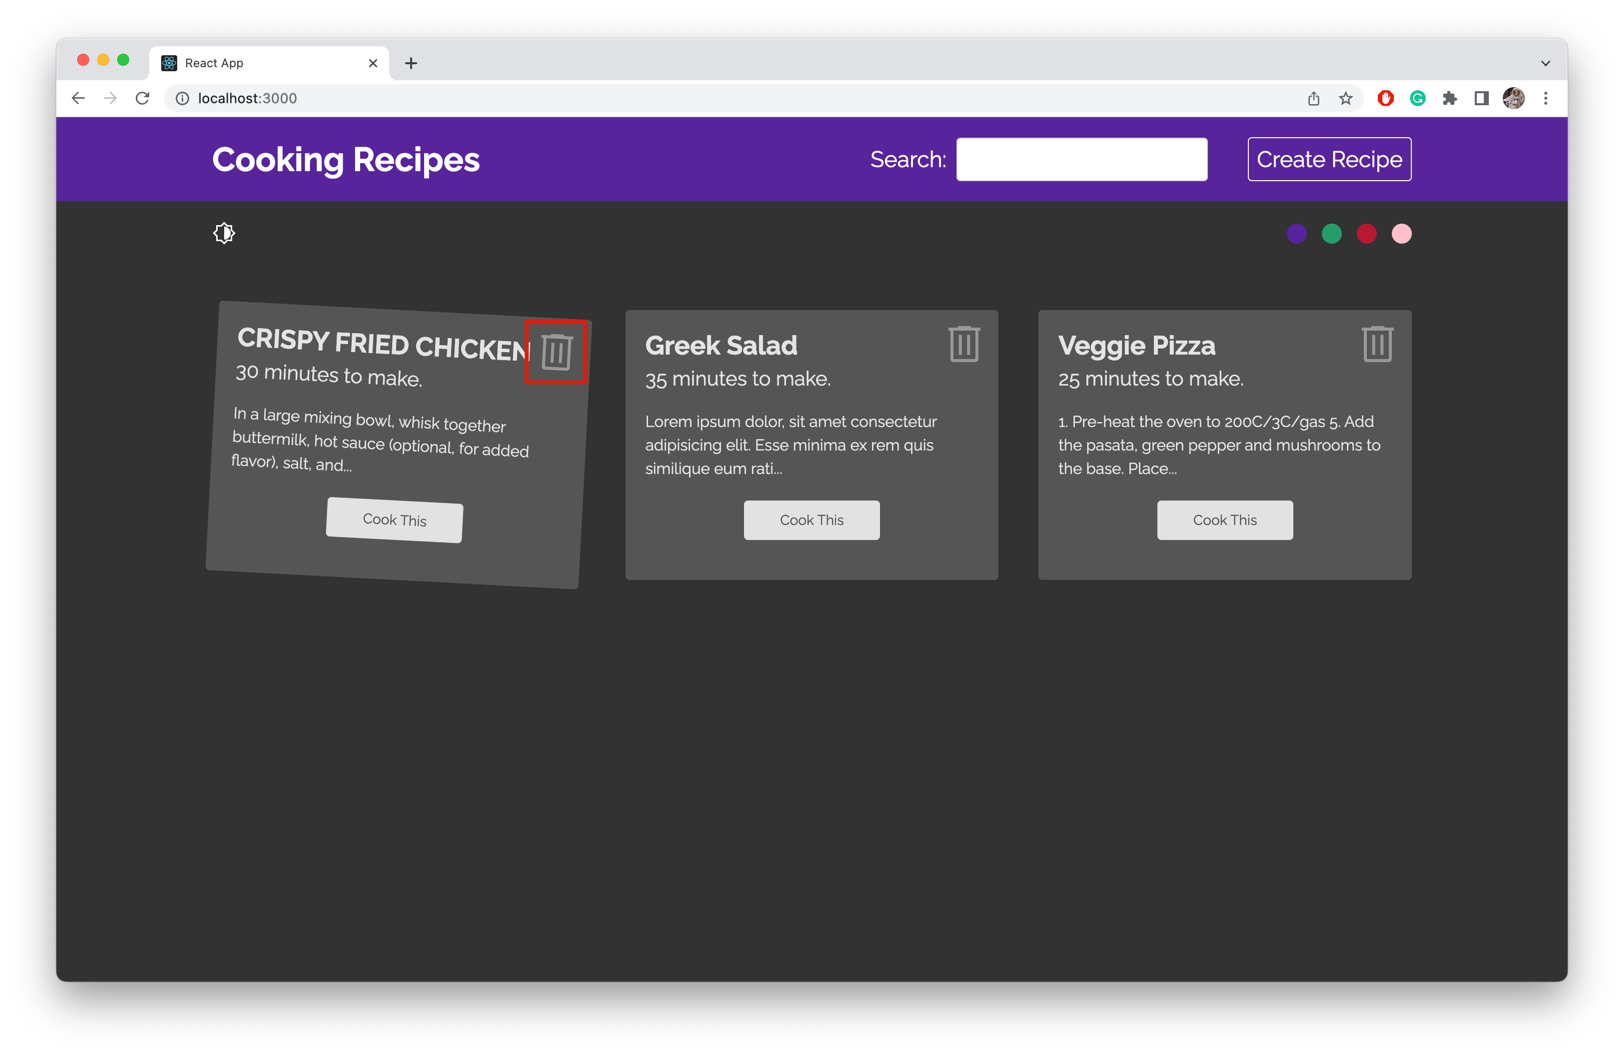 React App
localhost:3000
Cooking Recipes
Search:
Create Recipe
CRISPY FRIED CHICKEN
30 minutes to make.
In a large mixing bowl, whisk together
buttermilk, hot sauce (optional, for added
flavor), salt, and...
Cook This
Greek Salad
35 minutes to make.
Lorem ipsum dolor, sit amet consectetur
adipisicing elit. Esse minima ex rem quis
similique eum rati...
Cook This
Veggie Pizza
25 minutes to make.
1. Pre-heat the oven to 200C/3C/gas 5. Add
the pasata, green pepper and mushrooms to
the base. Place...
Cook This